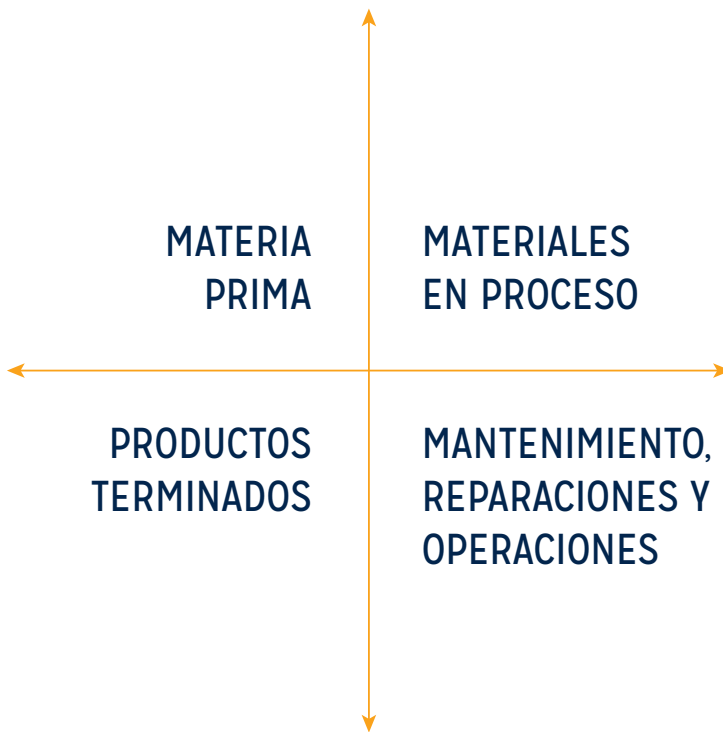 MATERIA
PRIMA
MATERIALES
EN PROCESO
PRODUCTOS
TERMINADOS
MANTENIMIENTO,
REPARACIONES Y
OPERACIONES